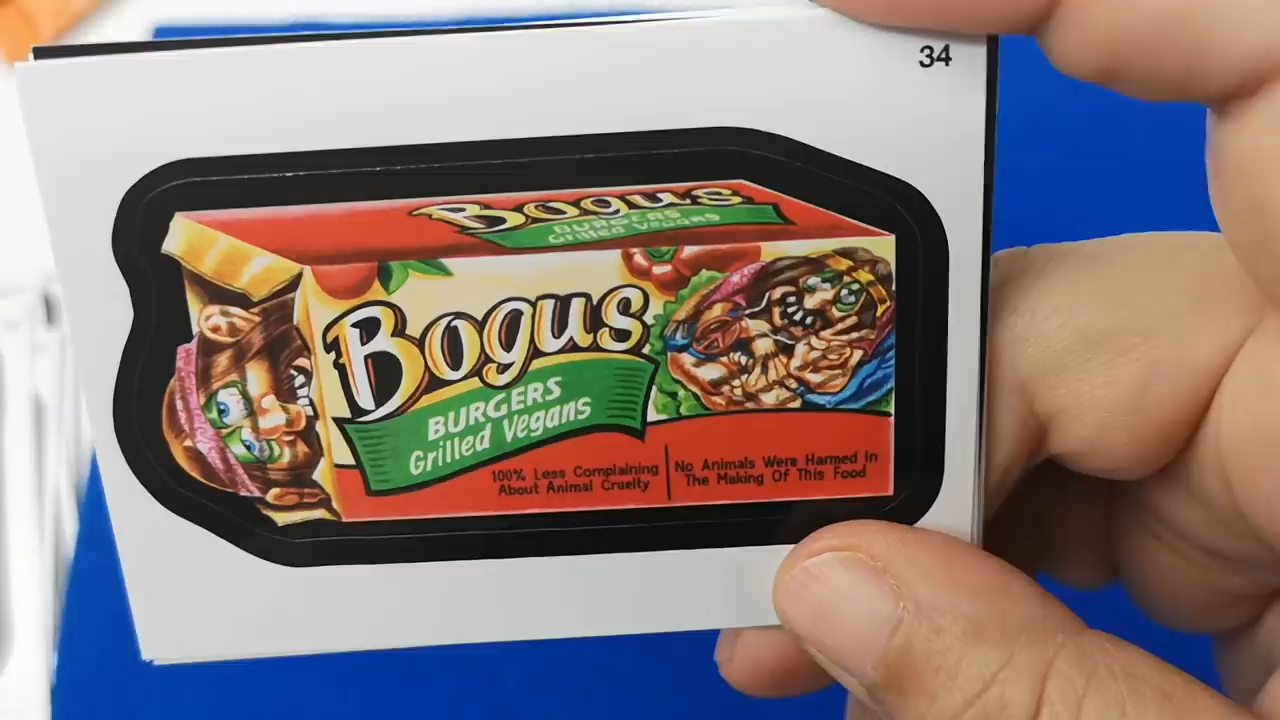 34
Bogus
BURGERS
Grilled Vegans
Bogus
BURGERS
Grilled Vegans
100% Less Complaining
About Animal Cruelty
No Animals Were Harmed In
The Making Of This Food